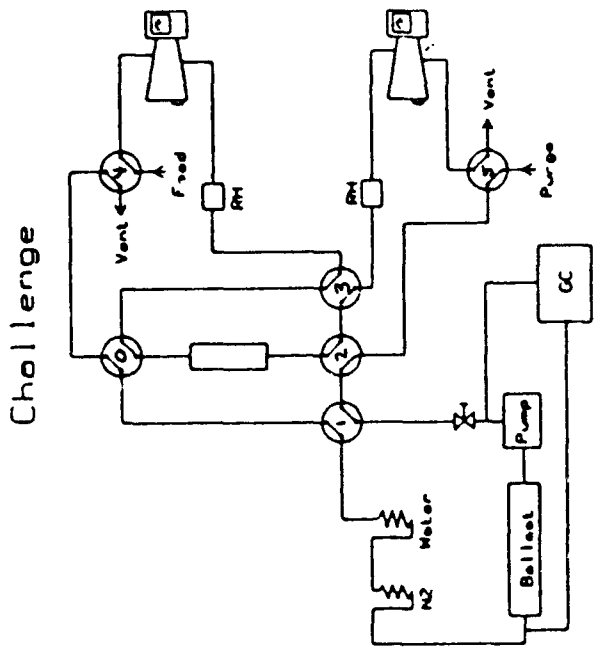 Challenge
Vent
Feed
4
RH
RH
Vent
5
Purge
0
3
2
1
GC
Pump
Ballast
Water
N2